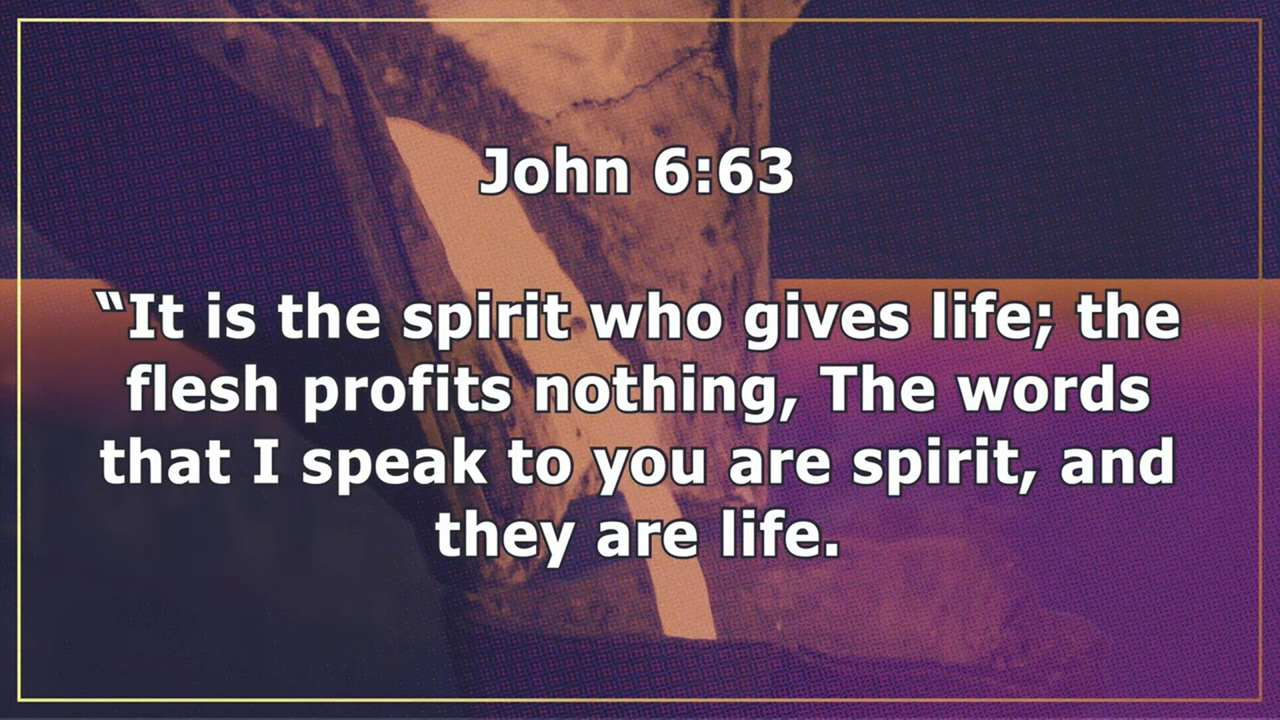 John 6:63
“It is the spirit who gives life; the
flesh profits nothing, The words
that I speak to you are spirit, and
they are life.